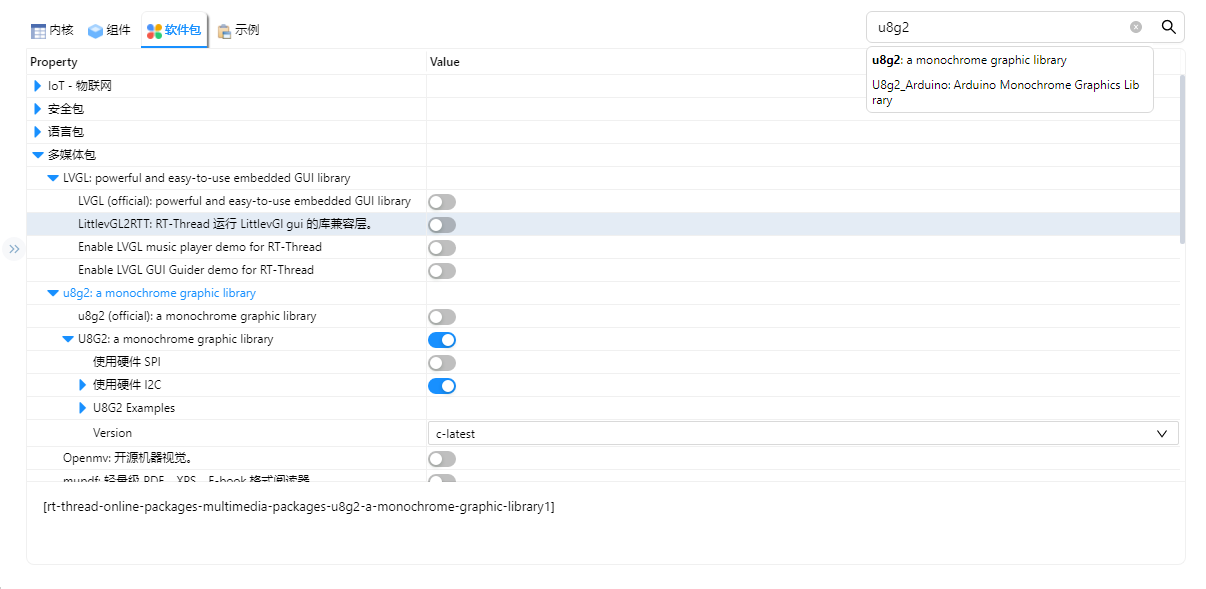 内核 组件 软件包 示例
u8g2
u8g2: a monochrome graphic library
U8g2_Arduino: Arduino Monochrome Graphics Lib
rary
Property Value
IoT - 物联网
安全包
语言包
多媒体包
LVGL: powerful and easy-to-use embedded GUI library
LVGL (official): powerful and easy-to-use embedded GUI library
LittlevGL2RTT: RT-Thread 运行 LittlevGl gui 的库兼容层。
Enable LVGL music player demo for RT-Thread
Enable LVGL GUI Guider demo for RT-Thread
u8g2: a monochrome graphic library
u8g2 (official): a monochrome graphic library
U8G2: a monochrome graphic library
使用硬件 SPI
使用硬件 I2C
U8G2 Examples
Version c-latest
Openmv: 开源机器视觉。
mupdf: 轻量级 PDF、XPS、E-book 格式阅读器
[rt-thread-online-packages-multimedia-packages-u8g2-a-monochrome-graphic-library1]